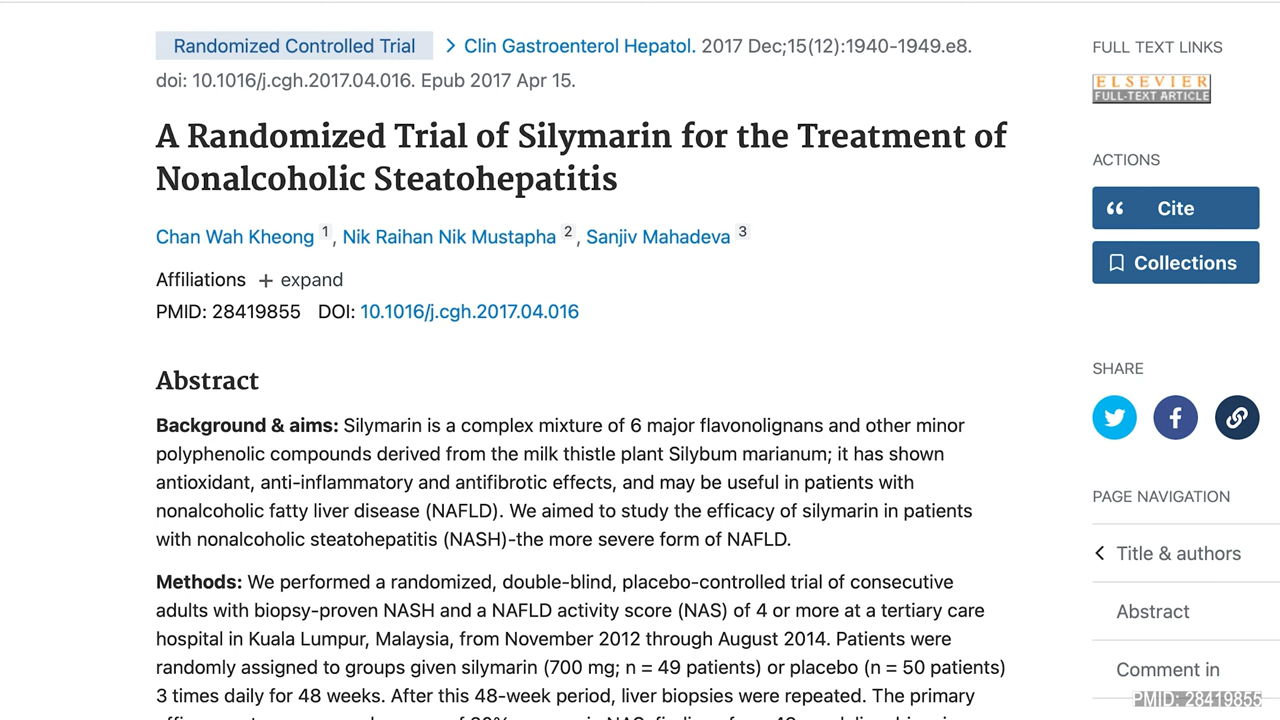 Randomized Controlled Trial > Clin Gastroenterol Hepatol. 2017 Dec;15(12):1940-1949.e8.
doi: 10.1016/j.cgh.2017.04.016. Epub 2017 Apr 15.
A Randomized Trial of Silymarin for the Treatment of
Nonalcoholic Steatohepatitis
Chan Wah Kheong 1, Nik Raihan Nik Mustapha 2, Sanjiv Mahadeva 3
Affiliations + expand
PMID: 28419855 DOI: 10.1016/j.cgh.2017.04.016
Abstract
Background & aims: Silymarin is a complex mixture of 6 major flavonolignans and other minor
polyphenolic compounds derived from the milk thistle plant Silybum marianum; it has shown
antioxidant, anti-inflammatory and antifibrotic effects, and may be useful in patients with
nonalcoholic fatty liver disease (NAFLD). We aimed to study the efficacy of silymarin in patients
with nonalcoholic steatohepatitis (NASH)-the more severe form of NAFLD.
Methods: We performed a randomized, double-blind, placebo-controlled trial of consecutive
adults with biopsy-proven NASH and a NAFLD activity score (NAS) of 4 or more at a tertiary care
hospital in Kuala Lumpur, Malaysia, from November 2012 through August 2014. Patients were
randomly assigned to groups given silymarin (700 mg; n = 49 patients) or placebo (n = 50 patients)
3 times daily for 48 weeks. After this 48-week period, liver biopsies were repeated. The primary
FULL TEXT LINKS
ELSEVIER
FULL-TEXT ARTICLE
ACTIONS
Cite
Collections
SHARE
PAGE NAVIGATION
Title & authors
Abstract
Comment in
PMID: 28419855